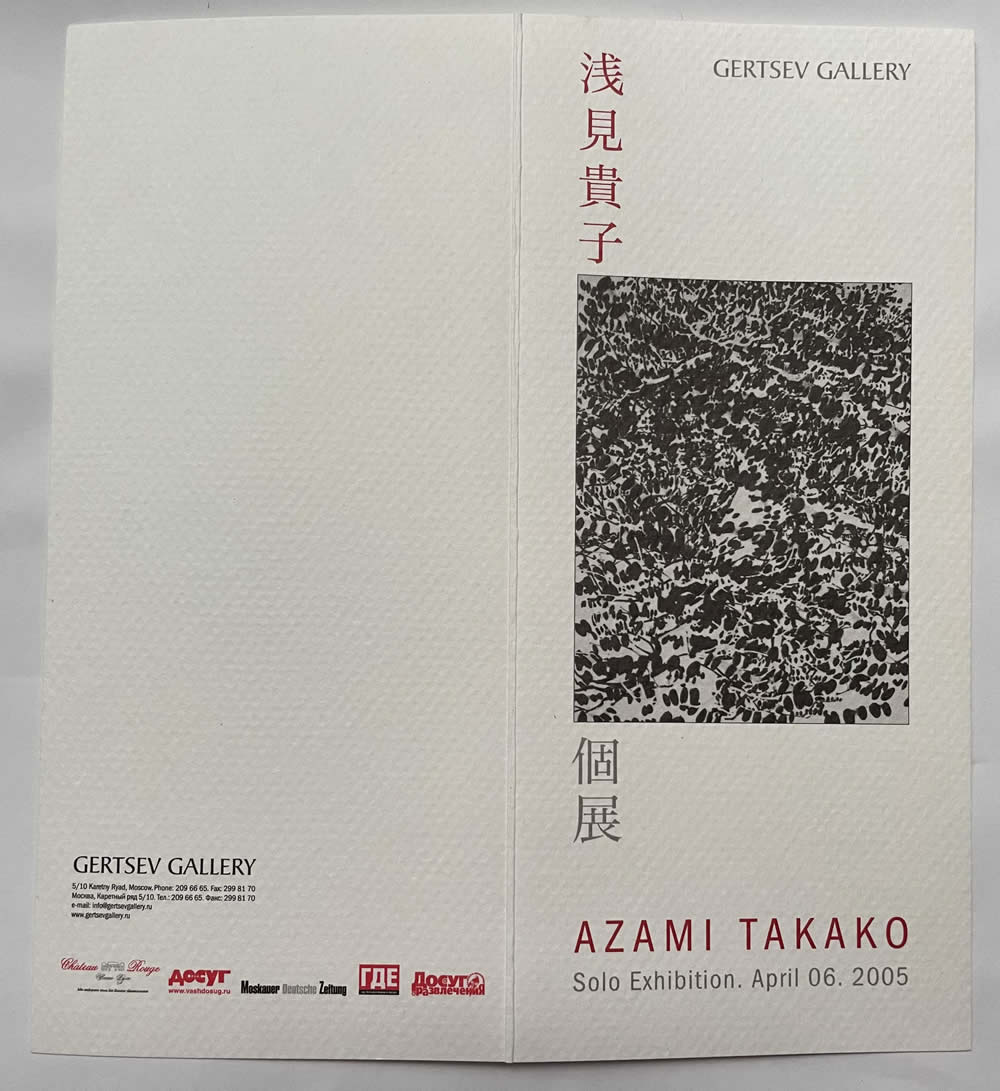 GERTSEV GALLERY
5/10 Karetny Ryad, Moscow, Phone: 209 66 65. Fax: 299 81 70
Москва, Каретный ряд 5/10. Тел.: 209 66 65. Факс: 299 81 70
e-mail: info@gertsevgallery.ru
www.gertsevgallery.ru
Chateau Rouge
досуг
www.vashdosug.ru
Moskauer Deutsche Zeitung
ГДЕ
Досуг
развлечения
浅見貴子
GERTSEV GALLERY
個展
AZAMI TAKAKO
Solo Exhibition. April 06. 2005